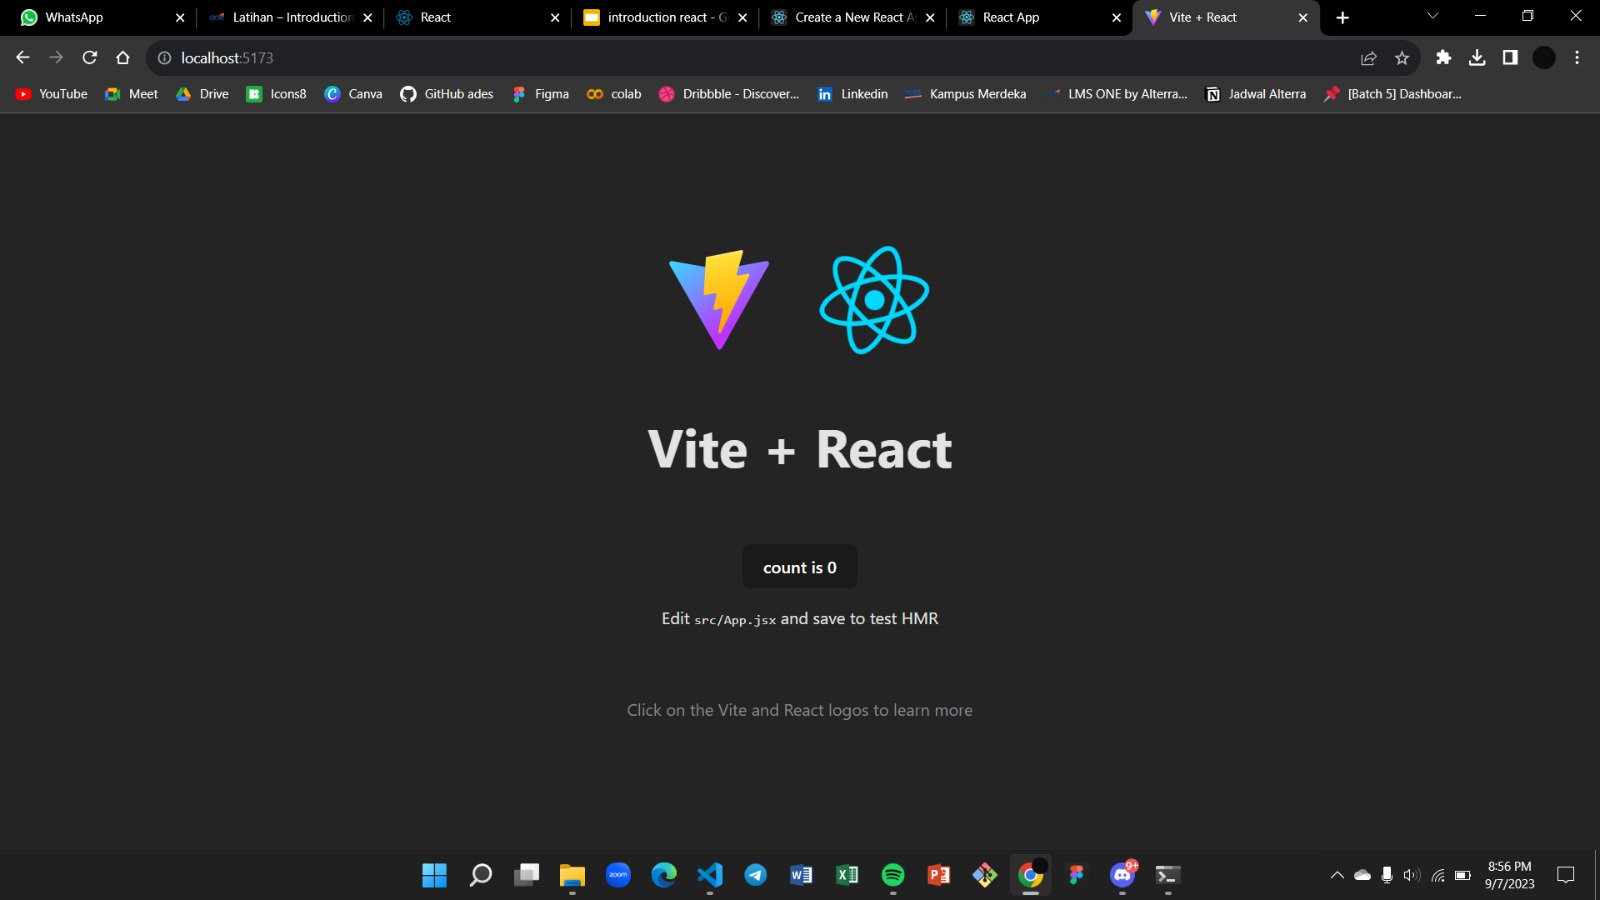 WhatsApp
Latihan – Introduction
React
introduction react - G
Create a New React A
React App
Vite + React
localhost:5173
YouTube
Meet
Drive
Icons8
Canva
GitHub ades
Figma
colab
Dribbble - Discover...
Linkedin
Kampus Merdeka
LMS ONE by Alterra...
Jadwal Alterra
[Batch 5] Dashboar...
Vite + React
count is 0
Edit src/App.jsx and save to test HMR
Click on the Vite and React logos to learn more
zoom
9+
8:56 PM
9/7/2023